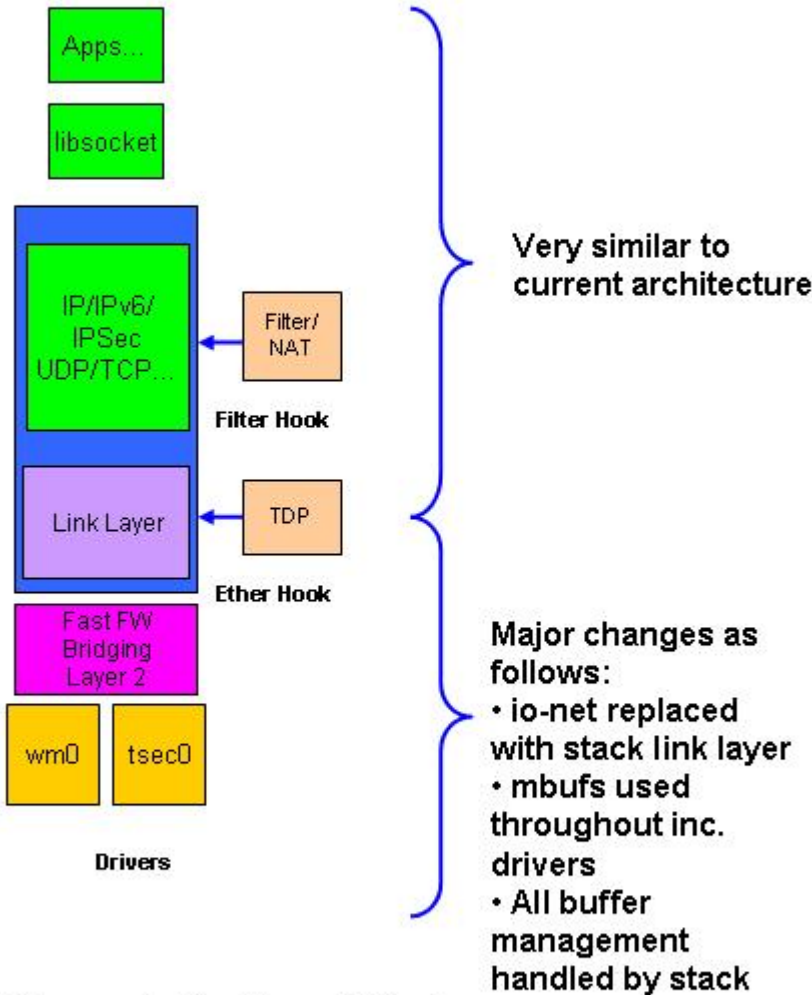 Apps...
libsocket
IP/IPv6/
IPSec
UDP/TCP...
Filter/
NAT
Filter Hook
Link Layer
TDP
Ether Hook
Fast FW
Bridging
Layer 2
wm0
tsec0
Drivers
Very similar to
current architecture
Major changes as
follows:
• io-net replaced
with stack link layer
• mbufs used
throughout inc.
drivers
• All buffer
management
handled by stack